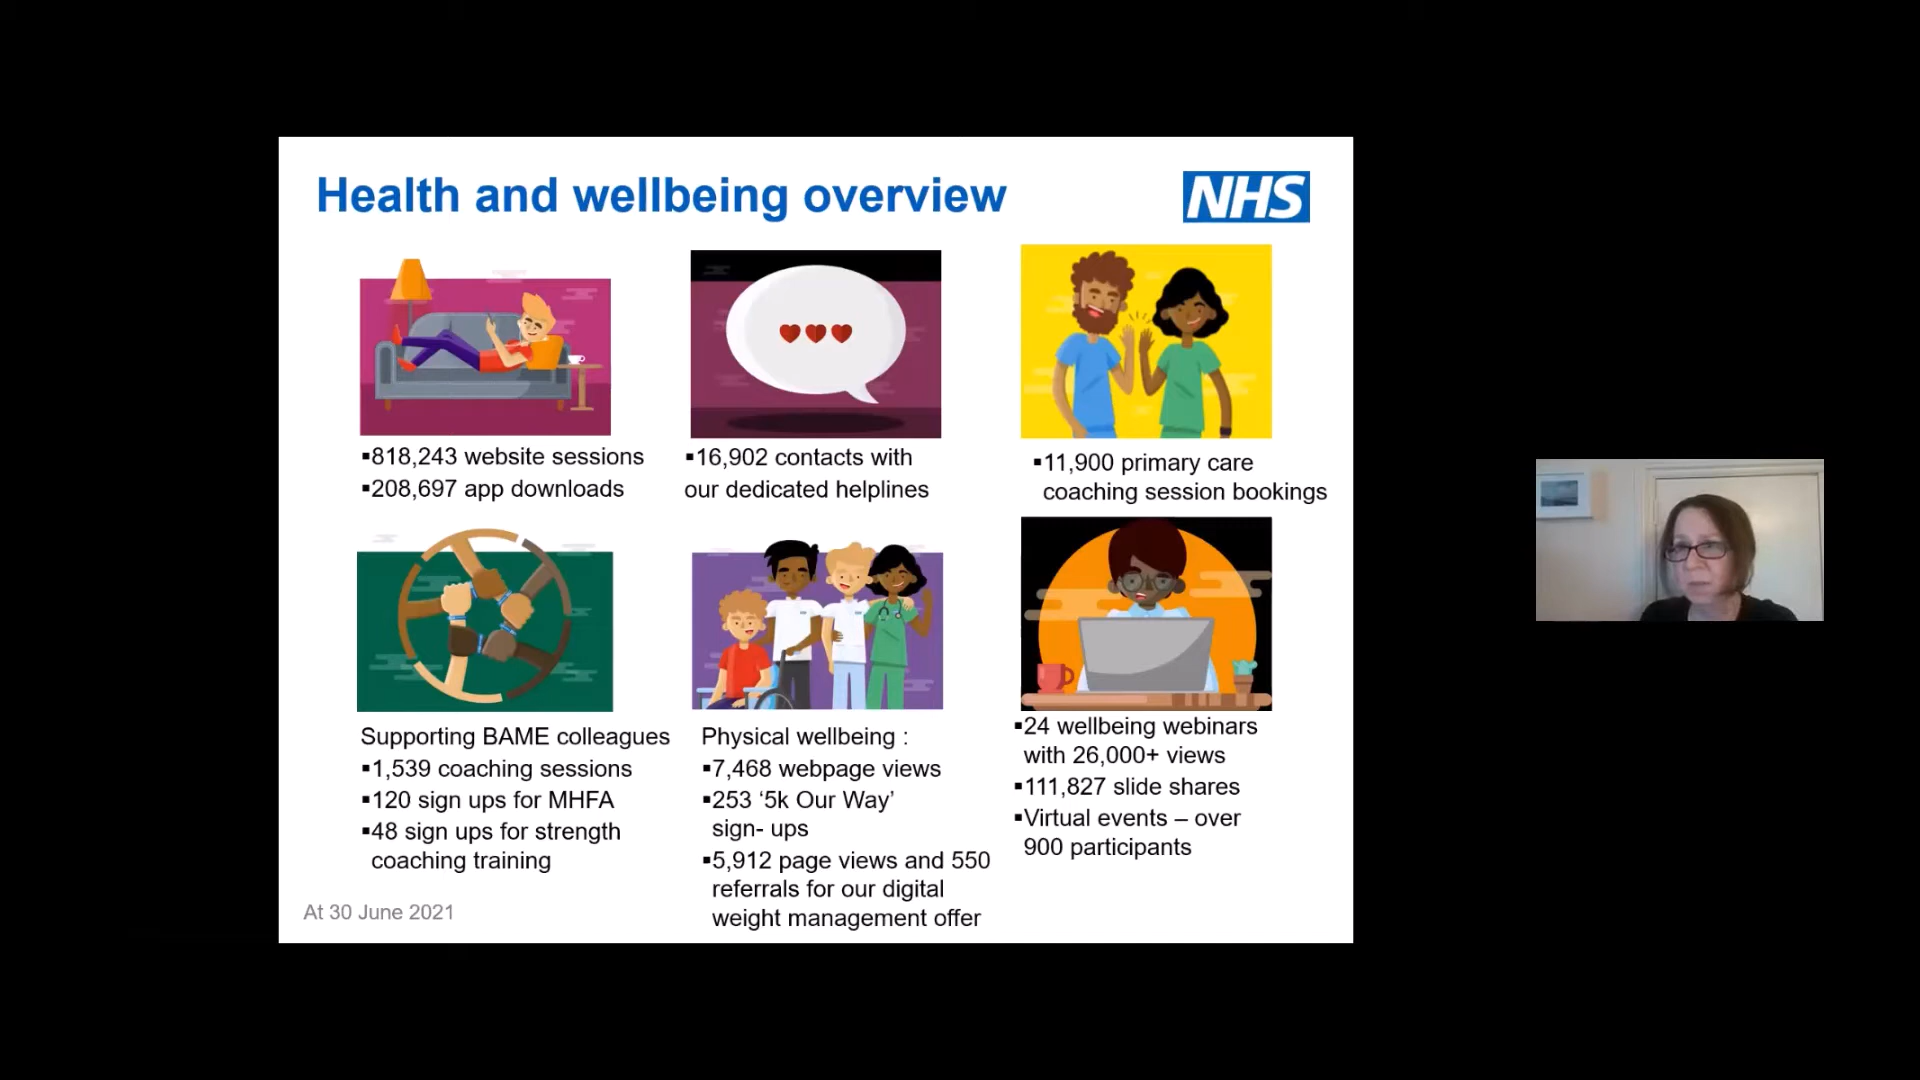 Health and wellbeing overview
NHS
▪818,243 website sessions
▪208,697 app downloads
▪16,902 contacts with
our dedicated helplines
▪11,900 primary care
coaching session bookings
Supporting BAME colleagues
▪1,539 coaching sessions
▪120 sign ups for MHFA
▪48 sign ups for strength
coaching training
Physical wellbeing :
▪7,468 webpage views
▪253 ‘5k Our Way’
sign- ups
▪5,912 page views and 550
referrals for our digital
weight management offer
▪24 wellbeing webinars
with 26,000+ views
▪111,827 slide shares
▪Virtual events – over
900 participants
At 30 June 2021